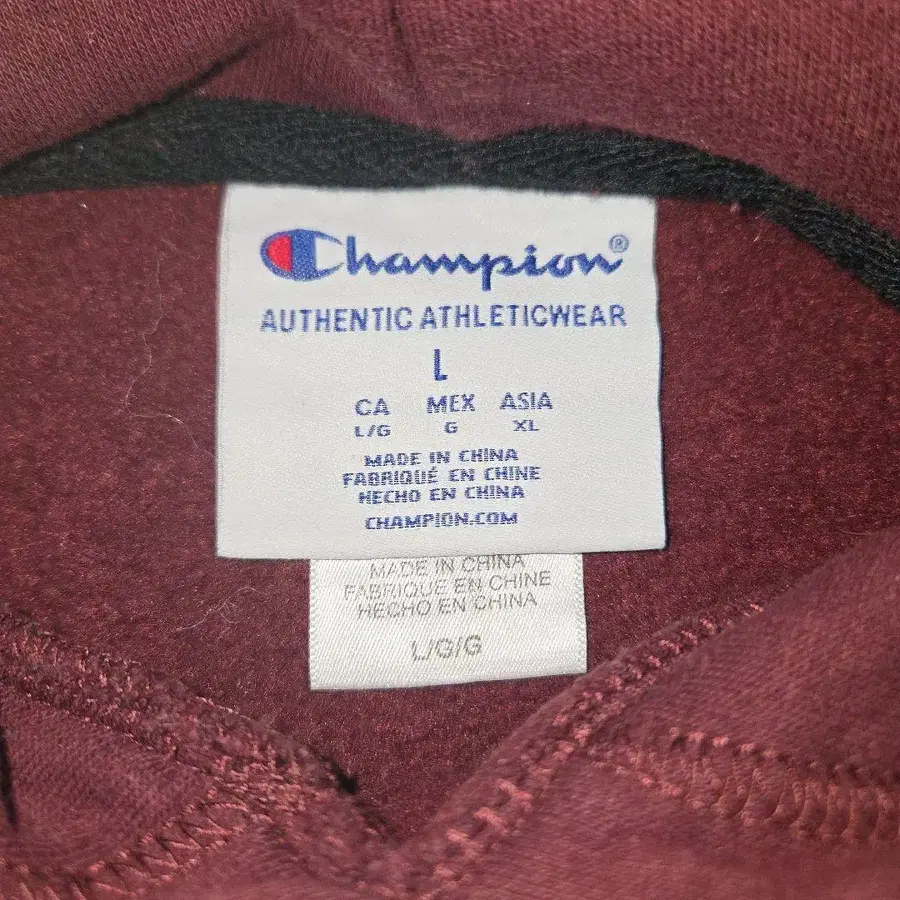 Champion®
AUTHENTIC ATHLETICWEAR
L
CA MEX ASIA
L/G G XL
MADE IN CHINA
FABRIQUÉ EN CHINE
HECHO EN CHINA
CHAMPION.COM
MADE IN CHINA
FABRIQUE EN CHINE
HECHO EN CHINA
L/G/G